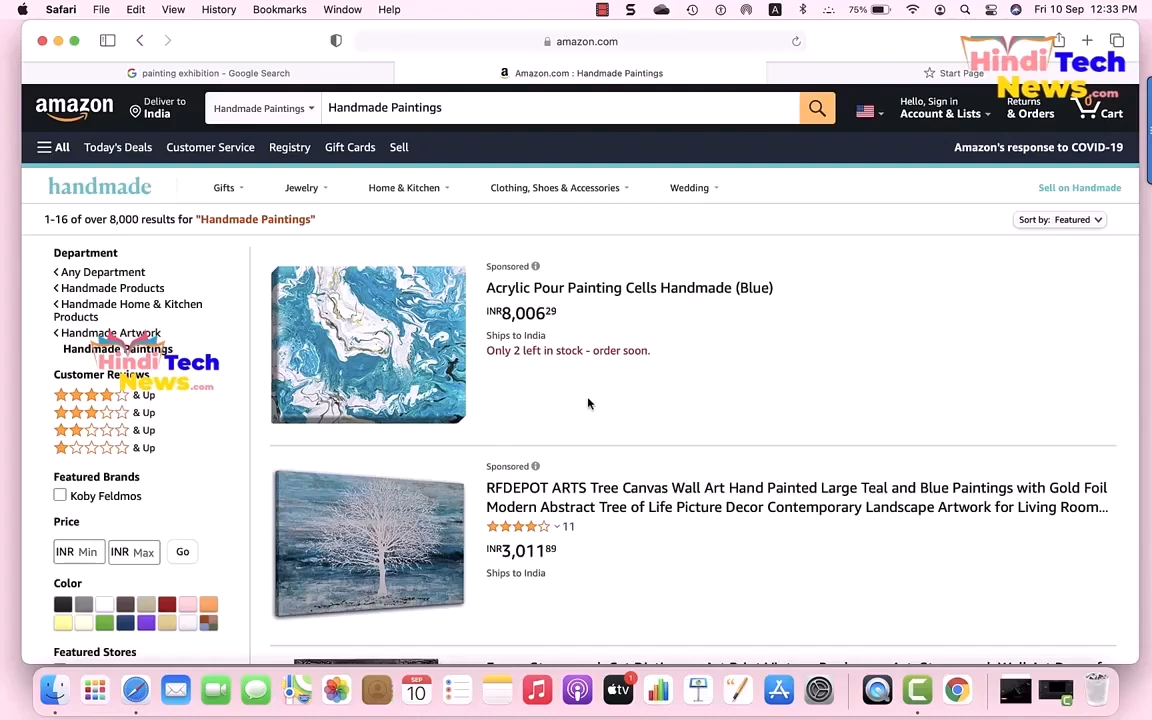 Safari File Edit View History Bookmarks Window Help 75% Fri 10 Sep 12:33 PM
amazon.com
painting exhibition - Google Search
Amazon.com : Handmade Paintings
Start Page
Hindi Tech
News.com
amazon
Deliver to
India
Handmade Paintings
Handmade Paintings
Hello, Sign in
Account & Lists
Returns
& Orders
0
Cart
All Today's Deals Customer Service Registry Gift Cards Sell
Amazon's response to COVID-19
handmade
Gifts Jewelry Home & Kitchen Clothing, Shoes & Accessories Wedding
Sell on Handmade
1-16 of over 8,000 results for "Handmade Paintings"
Sort by: Featured
Department
Any Department
Handmade Products
Handmade Home & Kitchen
Products
Handmade Artwork
Handmade Paintings
Hindi Tech
News.com
Customer Reviews
& Up
& Up
& Up
& Up
Featured Brands
Koby Feldmos
Price
INR Min INR Max Go
Color
Featured Stores
Sponsored
Acrylic Pour Painting Cells Handmade (Blue)
INR8,00629
Ships to India
Only 2 left in stock - order soon.
Sponsored
RFDEPOT ARTS Tree Canvas Wall Art Hand Painted Large Teal and Blue Paintings with Gold Foil
Modern Abstract Tree of Life Picture Decor Contemporary Landscape Artwork for Living Room...
11
INR3,01189
Ships to India
SEP
10
tv
1